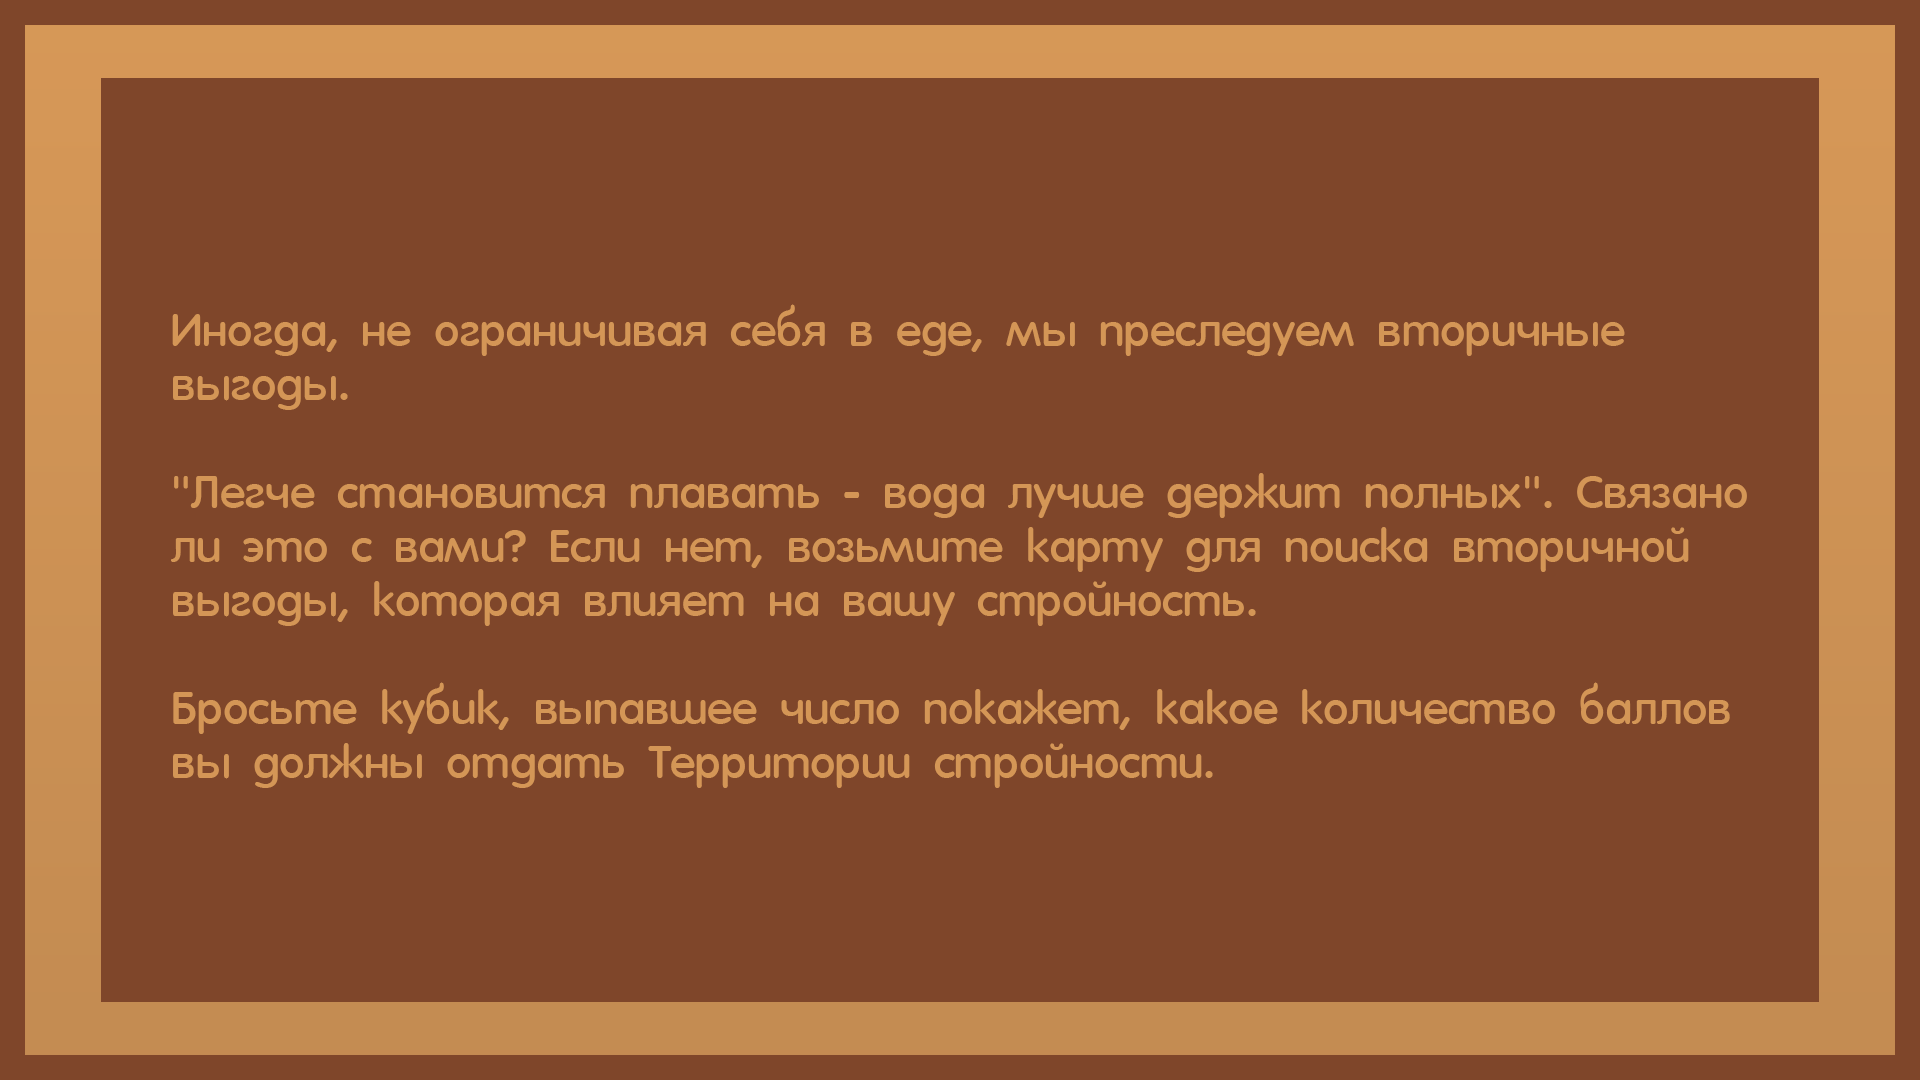 Иногда, не ограничивая себя в еде, мы преследуем вторичные
выгоды.
"Легче становится плавать - вода лучше держит полных". Связано
ли это с вами? Если нет, возьмите карту для поиска вторичной
выгоды, которая влияет на вашу стройность.
Бросьте кубик, выпавшее число покажет, какое количество баллов
вы должны отдать Территории стройности.